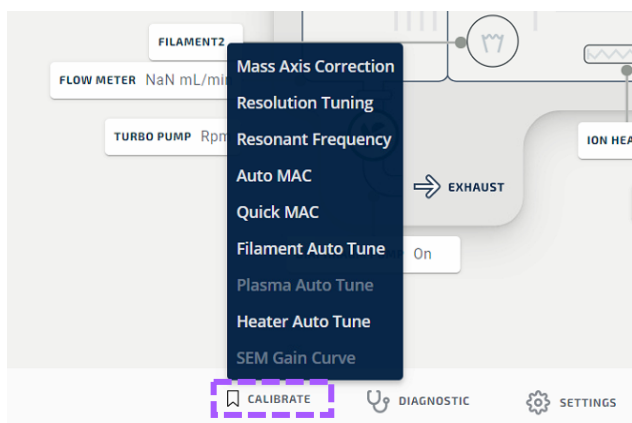 FILAMENT2
FLOW METER NaN mL/mi
TURBO PUMP Rpm
ION HEA
Mass Axis Correction
Resolution Tuning
Resonant Frequency
Auto MAC
Quick MAC
Filament Auto Tune
Plasma Auto Tune
Heater Auto Tune
SEM Gain Curve
EXHAUST
On
CALIBRATE
DIAGNOSTIC
SETTINGS